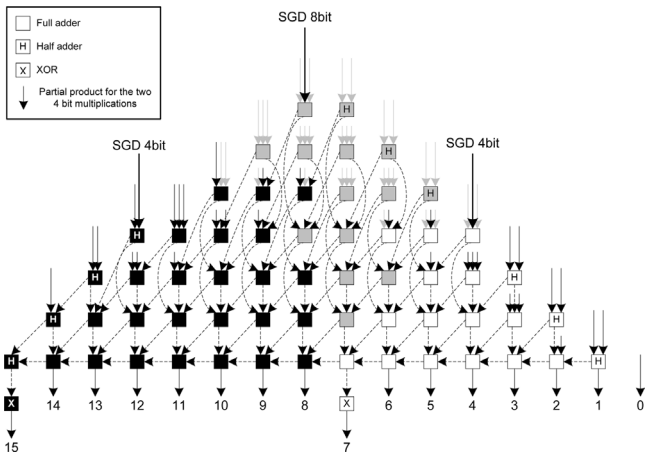 Full adder
H Half adder
X XOR
Partial product for the two
4 bit multiplications
SGD 8bit
SGD 4bit
SGD 4bit
H
H
H
H
H
H
H
H
H H
X 14 13 12 11 10 9 8 X 6 5 4 3 2 1 0
15 7